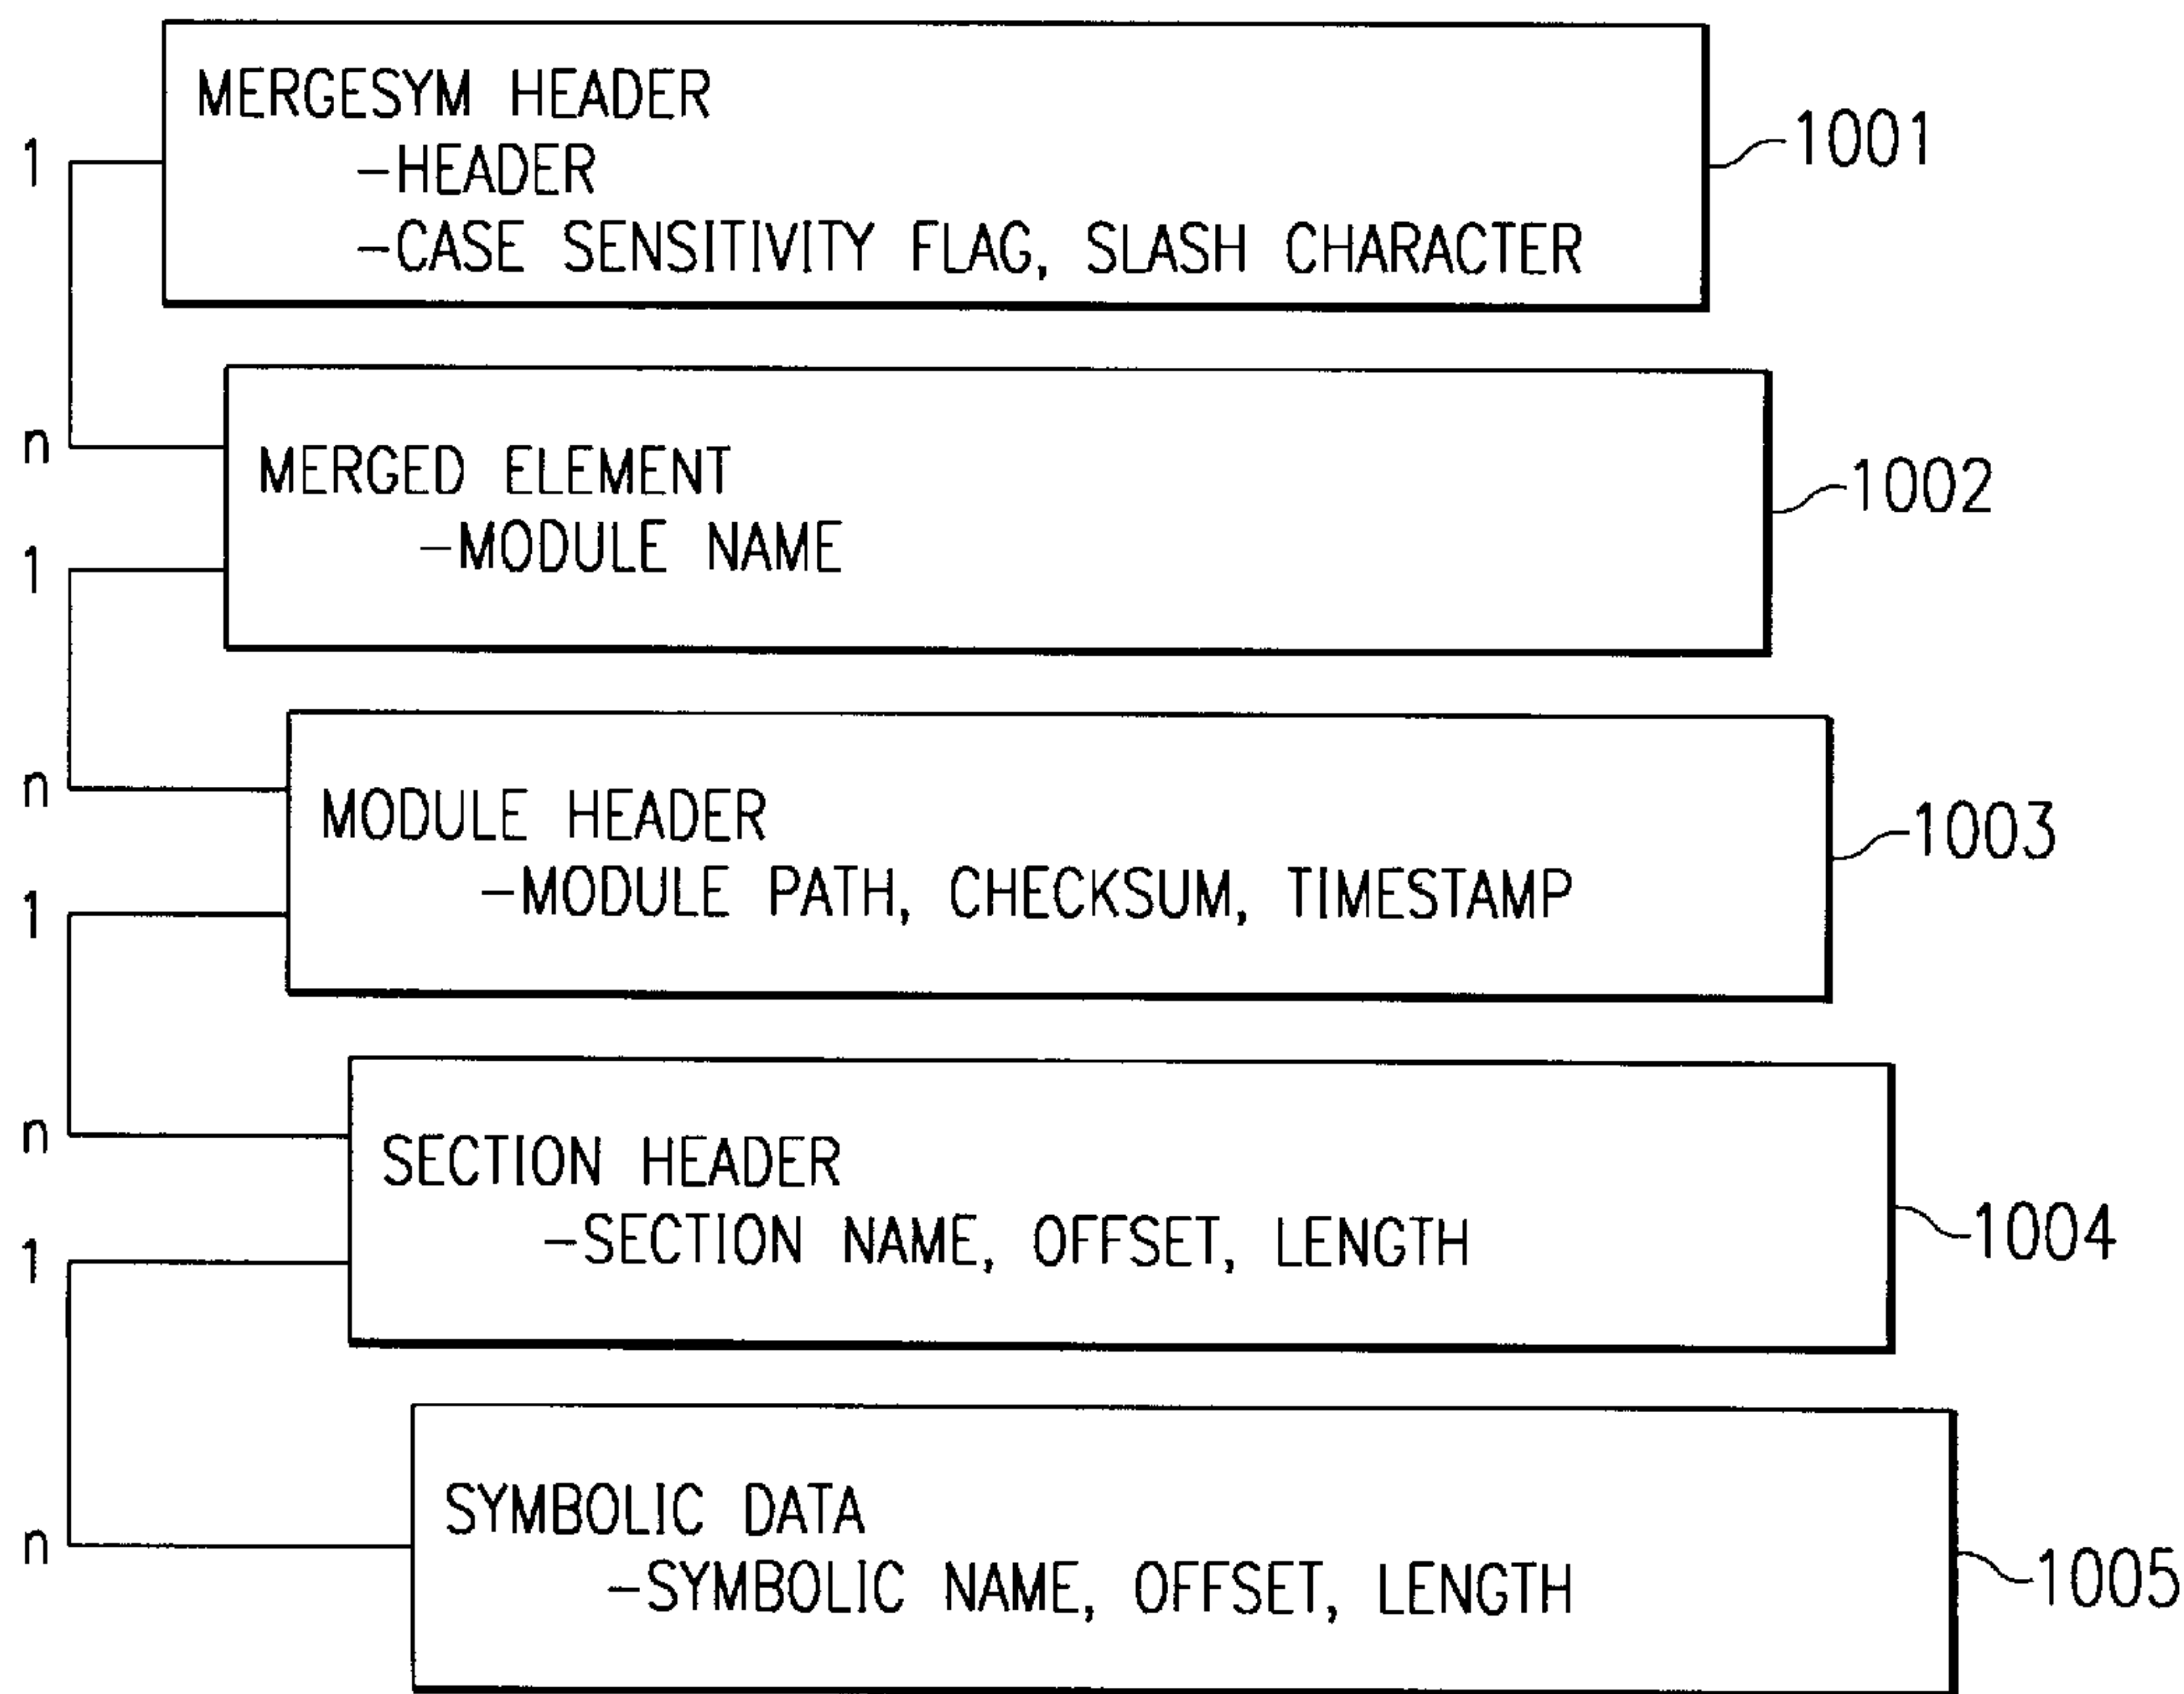 MERGESYM HEADER
-HEADER
-CASE SENSITIVITY FLAG, SLASH CHARACTER
1001
1
n
MERGED ELEMENT
-MODULE NAME
1002
1
n
MODULE HEADER
-MODULE PATH, CHECKSUM, TIMESTAMP
1003
1
n
SECTION HEADER
-SECTION NAME, OFFSET, LENGTH
1004
1
n
SYMBOLIC DATA
-SYMBOLIC NAME, OFFSET, LENGTH
1005